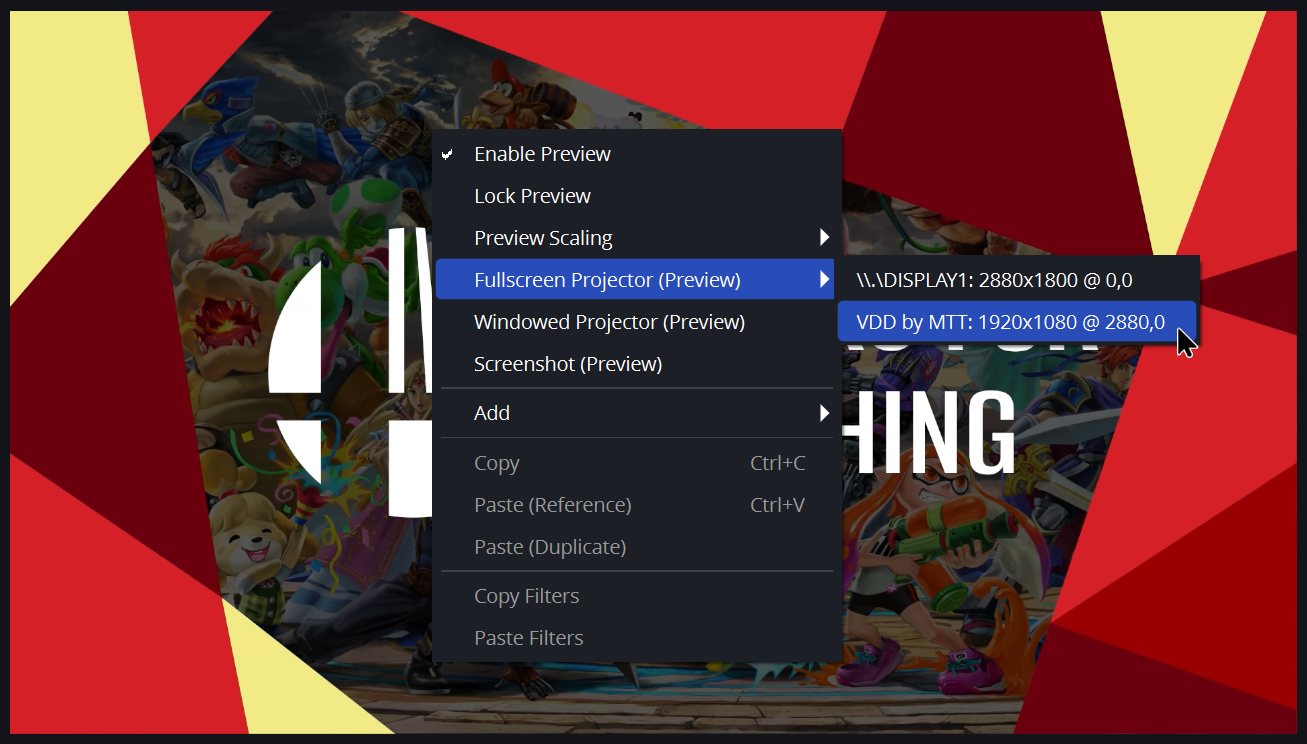 Enable Preview
Lock Preview
Preview Scaling
Fullscreen Projector (Preview)
\\.\DISPLAY1: 2880x1800 @ 0,0
VDD by MTT: 1920x1080 @ 2880,0
Windowed Projector (Preview)
Screenshot (Preview)
Add
HING
Copy Ctrl+C
Paste (Reference) Ctrl+V
Paste (Duplicate)
Copy Filters
Paste Filters